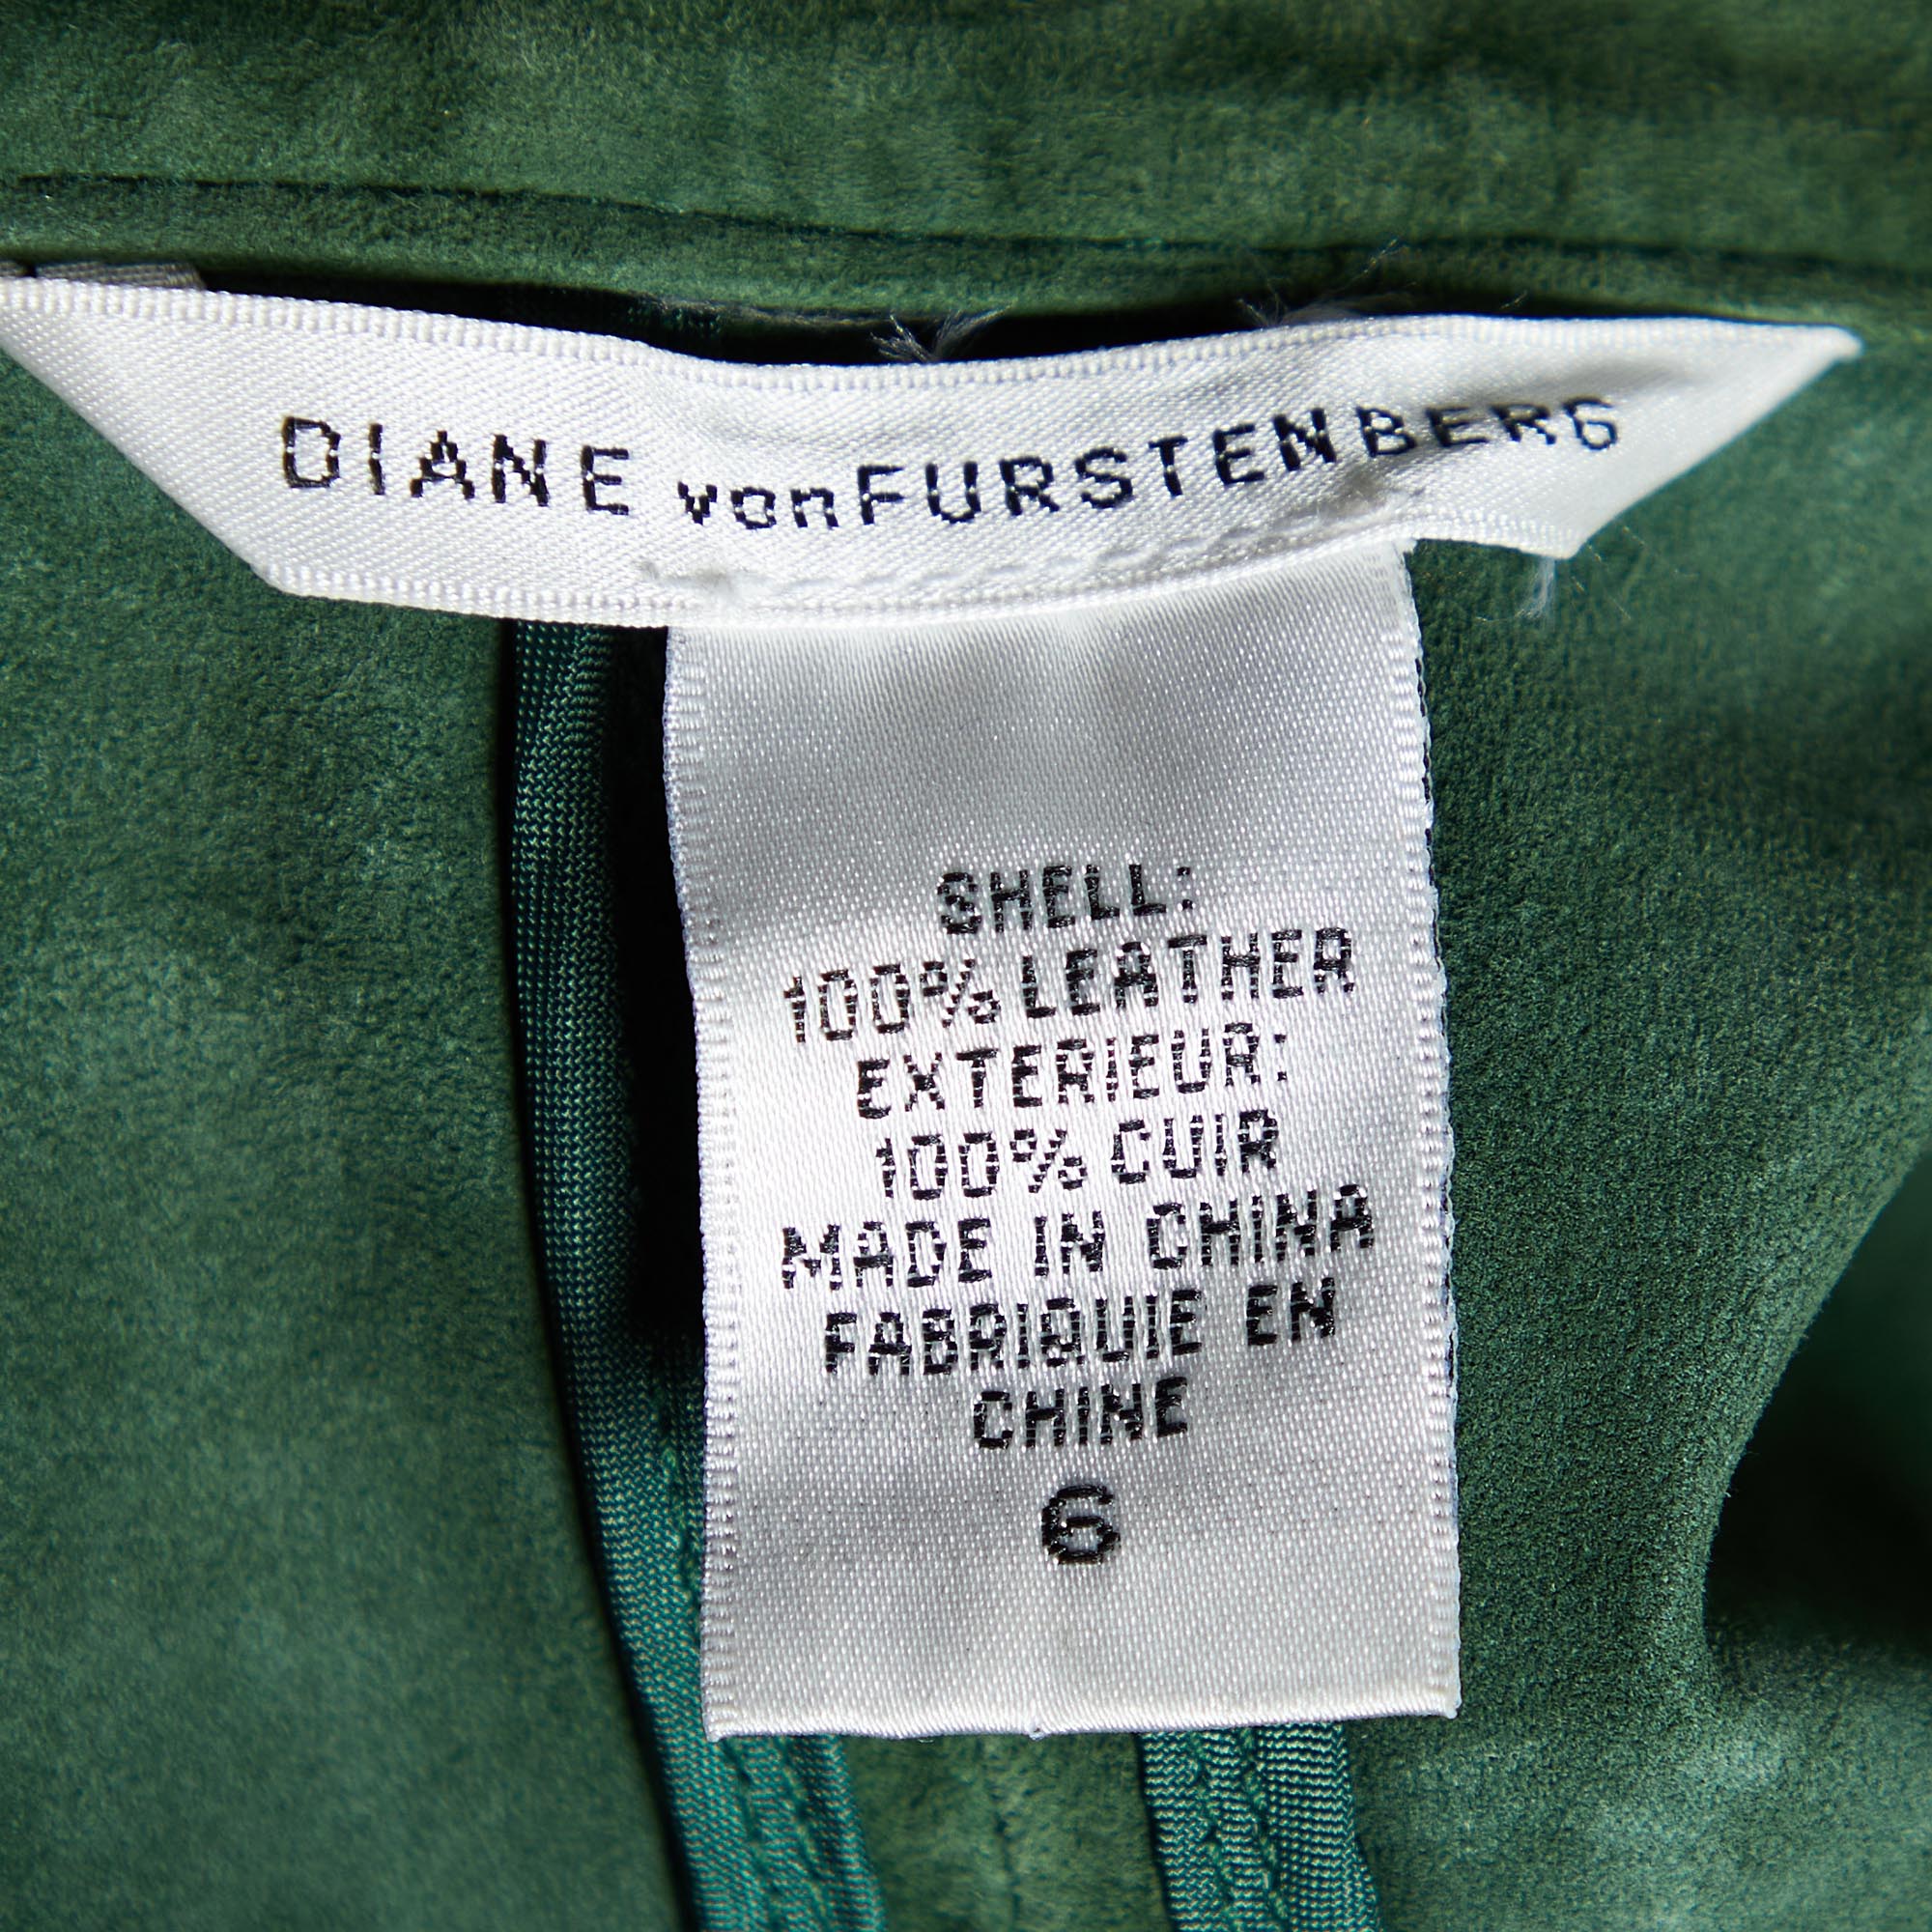 DIANE von FURSTENBERG
SHELL:
100% LEATHER
EXTERIEUR:
100% CUIR
MADE IN CHINA
FABRIQUIE EN
CHINE
6